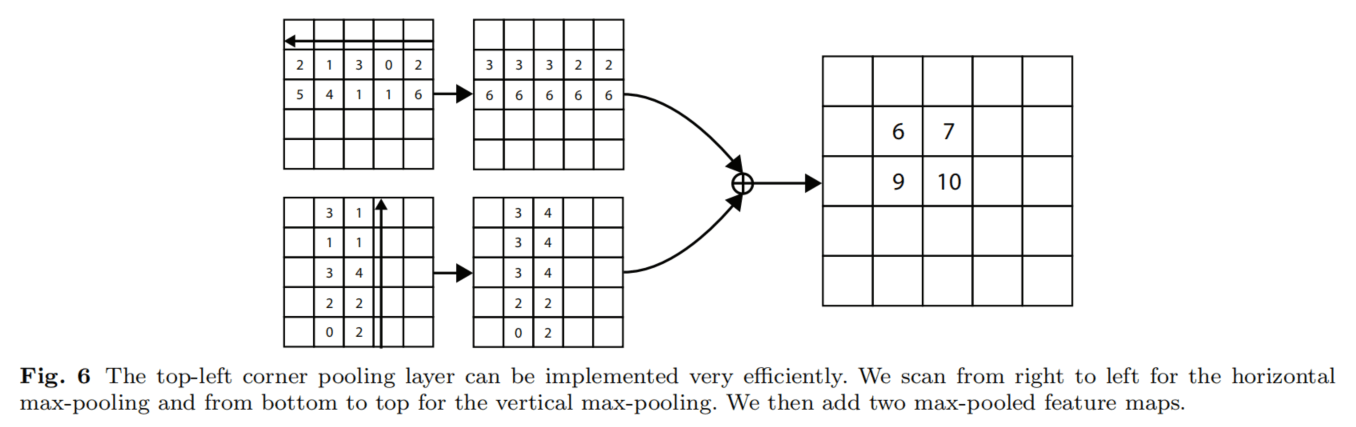 2 1 3 0 2
5 4 1 1 6
3 3 3 2 2
6 6 6 6 6
3 1
1 1
3 4
2 2
0 2
3 4
3 4
3 4
2 2
0 2
6 7
9 10
Fig. 6 The top-left corner pooling layer can be implemented very efficiently. We scan from right to left for the horizontal
max-pooling and from bottom to top for the vertical max-pooling. We then add two max-pooled feature maps.